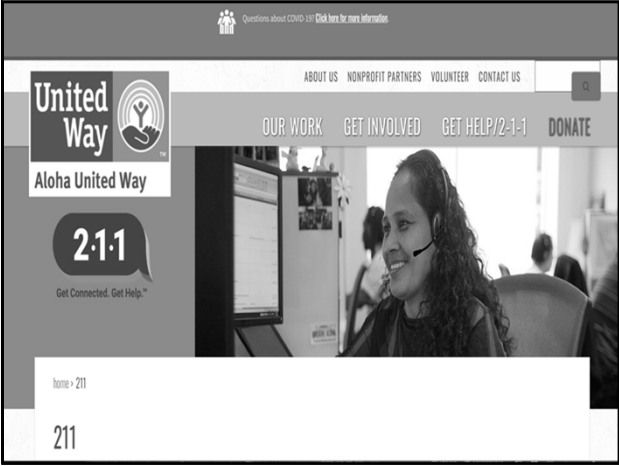 Questions about COVID-19? Click here for more information.
ABOUT US NONPROFIT PARTNERS VOLUNTEER CONTACT US
United
Way
TM
OUR WORK GET INVOLVED GET HELP/2-1-1 DONATE
Aloha United Way
2·1·1
Get Connected. Get Help.℠
home › 211
211